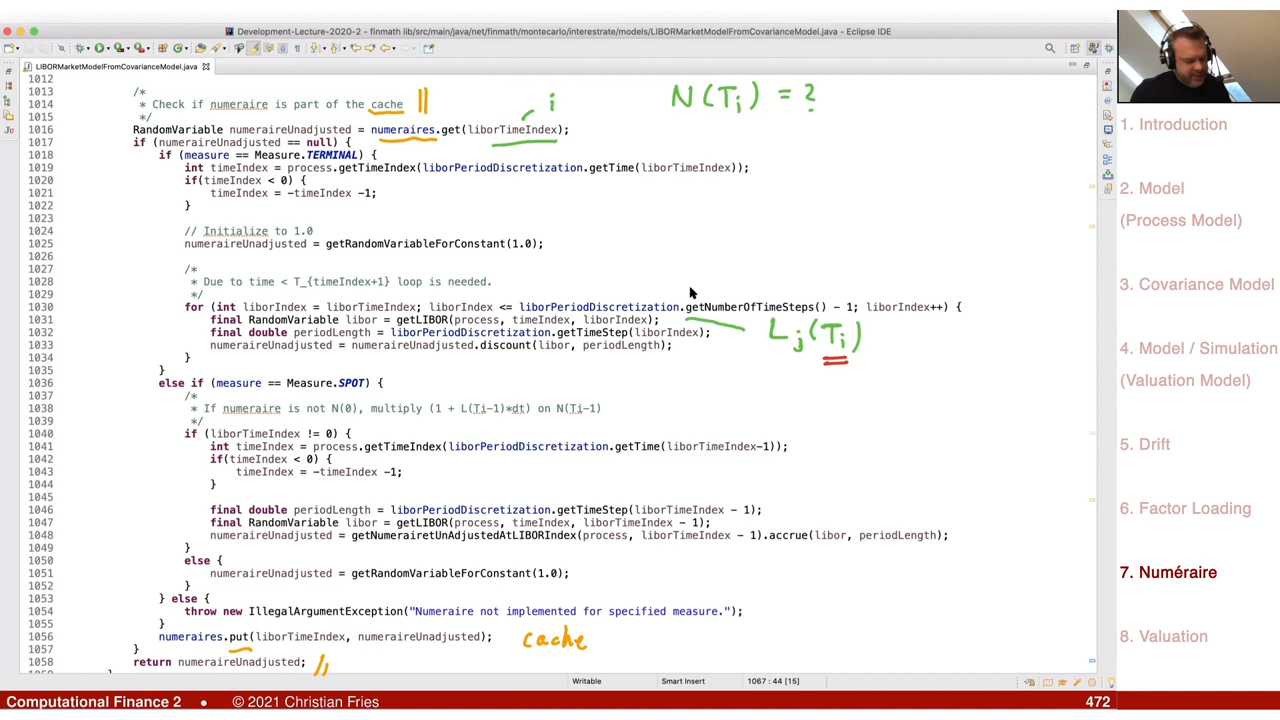 Development-Lecture-2020-2 - finmath lib/src/main/java/net/finmath/montecarlo/interestrate/models/LIBORMarketModelFromCovarianceModel.java - Eclipse IDE
LIBORMarketModelFromCovarianceModel.java
1012
1013 /*
1014 * Check if numeraire is part of the cache
1015 */
1016 RandomVariable numeraireUnadjusted = numeraires.get(liborTimeIndex);
1017 if (numeraireUnadjusted == null) {
1018 if (measure == Measure.TERMINAL) {
1019 int timeIndex = process.getTimeIndex(liborPeriodDiscretization.getTime(liborTimeIndex));
1020 if(timeIndex < 0) {
1021 timeIndex = -timeIndex -1;
1022 }
1023
1024 // Initialize to 1.0
1025 numeraireUnadjusted = getRandomVariableForConstant(1.0);
1026
1027 /*
1028 * Due to time < T_{timeIndex+1} loop is needed.
1029 */
1030 for (int liborIndex = liborTimeIndex; liborIndex <= liborPeriodDiscretization.getNumberOfTimeSteps() - 1; liborIndex++) {
1031 final RandomVariable libor = getLIBOR(process, timeIndex, liborIndex);
1032 final double periodLength = liborPeriodDiscretization.getTimeStep(liborIndex);
1033 numeraireUnadjusted = numeraireUnadjusted.discount(libor, periodLength);
1034 }
1035 }
1036 else if (measure == Measure.SPOT) {
1037 /*
1038 * If numeraire is not N(0), multiply (1 + L(Ti-1)*dt) on N(Ti-1)
1039 */
1040 if (liborTimeIndex != 0) {
1041 int timeIndex = process.getTimeIndex(liborPeriodDiscretization.getTime(liborTimeIndex-1));
1042 if(timeIndex < 0) {
1043 timeIndex = -timeIndex -1;
1044 }
1045
1046 final double periodLength = liborPeriodDiscretization.getTimeStep(liborTimeIndex - 1);
1047 final RandomVariable libor = getLIBOR(process, timeIndex, liborTimeIndex - 1);
1048 numeraireUnadjusted = getNumerairetUnAdjustedAtLIBORIndex(process, liborTimeIndex - 1).accrue(libor, periodLength);
1049 }
1050 else {
1051 numeraireUnadjusted = getRandomVariableForConstant(1.0);
1052 }
1053 } else {
1054 throw new IllegalArgumentException("Numeraire not implemented for specified measure.");
1055 }
1056 numeraires.put(liborTimeIndex, numeraireUnadjusted);
1057 }
1058 return numeraireUnadjusted;
N(Ti) = ?
i
Lj(Ti)
cache
Writable
Smart Insert
1067 : 44 [15]
1. Introduction
2. Model
(Process Model)
3. Covariance Model
4. Model / Simulation
(Valuation Model)
5. Drift
6. Factor Loading
7. Numéraire
8. Valuation
Computational Finance 2 • © 2021 Christian Fries
472